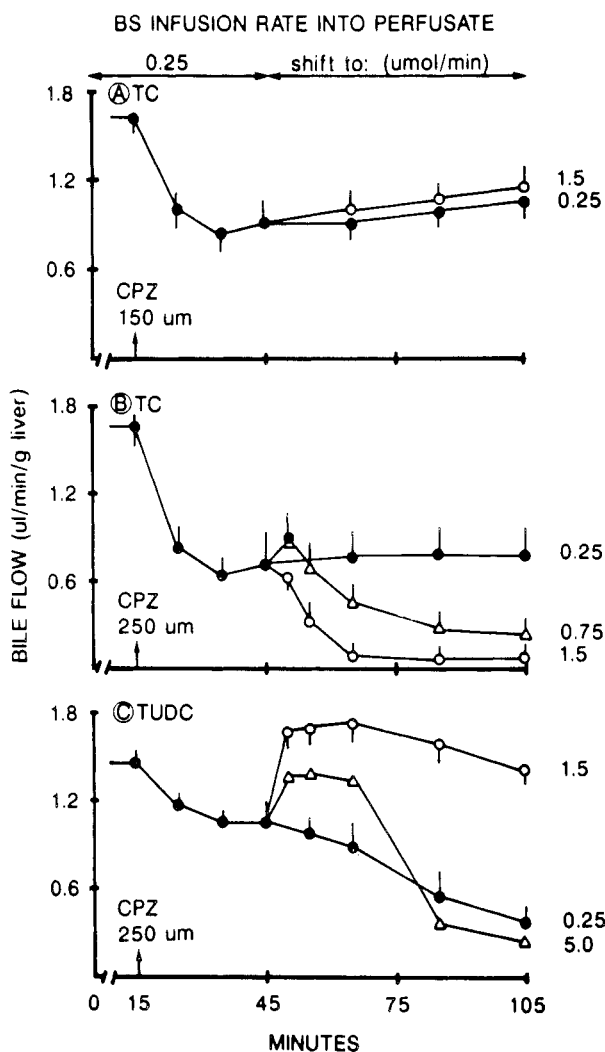 BS INFUSION RATE INTO PERFUSATE
0.25 shift to: (umol/min)
1.8
A TC
1.2
0.6
1.5
0.25
CPZ
150 um
BILE FLOW (ul/min/g liver)
1.8
B TC
1.2
0.6
0.25
0.75
1.5
CPZ
250 um
1.8
C TUDC
1.2
0.6
1.5
0.25
5.0
CPZ
250 um
0 15 45 75 105
MINUTES